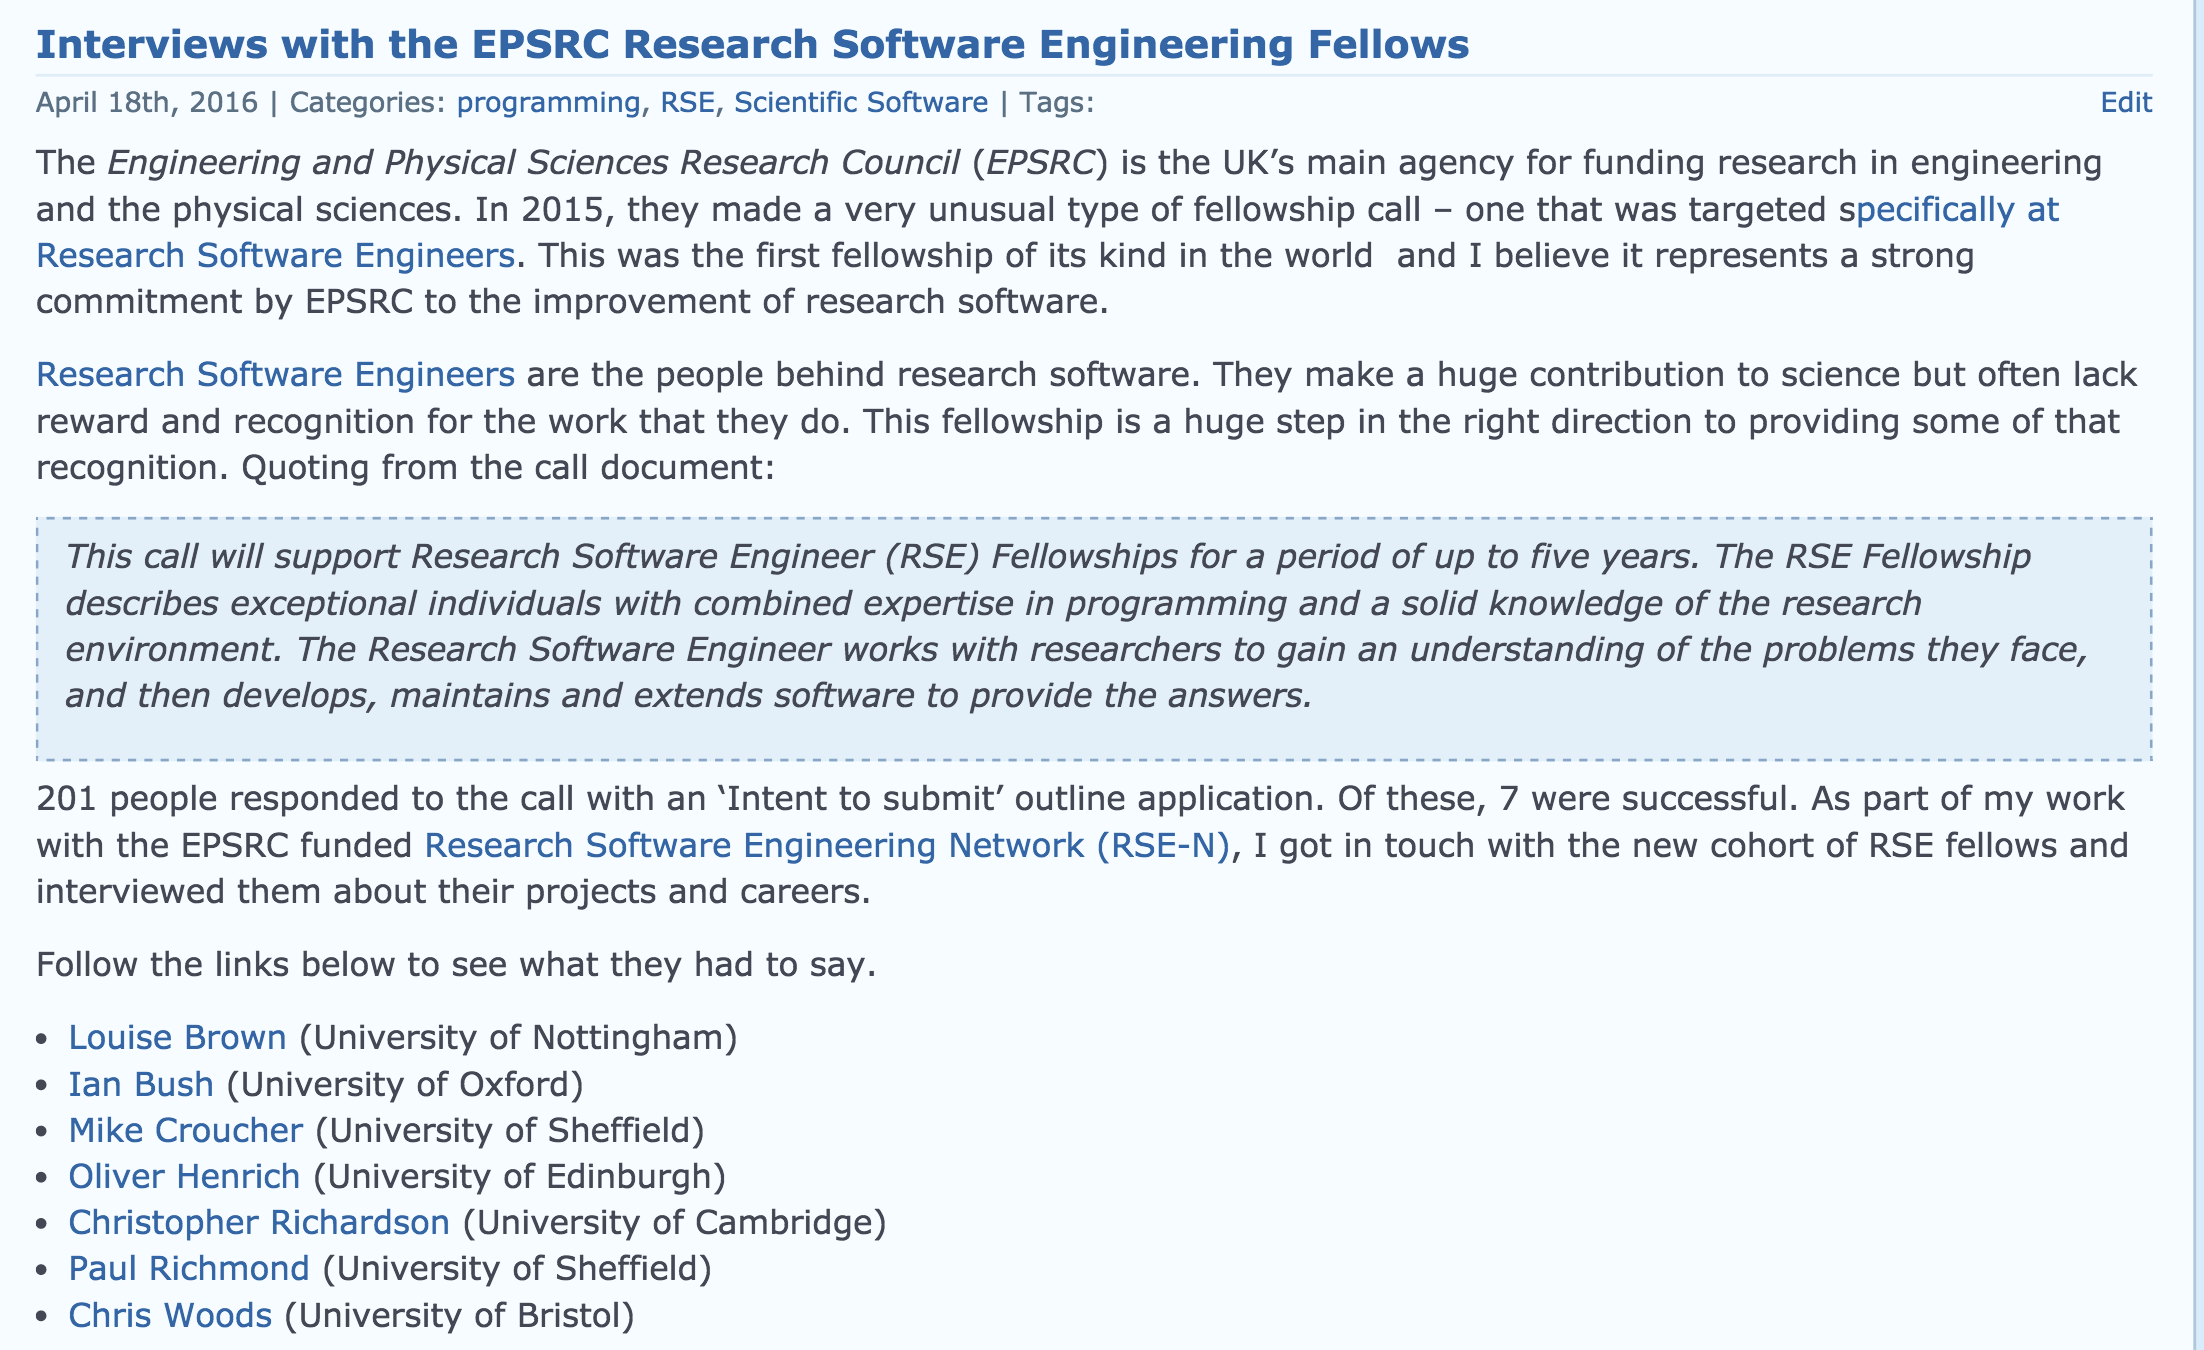 Interviews with the EPSRC Research Software Engineering Fellows
April 18th, 2016 | Categories: programming, RSE, Scientific Software | Tags: Edit
The Engineering and Physical Sciences Research Council (EPSRC) is the UK’s main agency for funding research in engineering
and the physical sciences. In 2015, they made a very unusual type of fellowship call – one that was targeted specifically at
Research Software Engineers. This was the first fellowship of its kind in the world  and I believe it represents a strong
commitment by EPSRC to the improvement of research software.
Research Software Engineers are the people behind research software. They make a huge contribution to science but often lack
reward and recognition for the work that they do. This fellowship is a huge step in the right direction to providing some of that
recognition. Quoting from the call document:
This call will support Research Software Engineer (RSE) Fellowships for a period of up to five years. The RSE Fellowship
describes exceptional individuals with combined expertise in programming and a solid knowledge of the research
environment. The Research Software Engineer works with researchers to gain an understanding of the problems they face,
and then develops, maintains and extends software to provide the answers.
201 people responded to the call with an ‘Intent to submit’ outline application. Of these, 7 were successful. As part of my work
with the EPSRC funded Research Software Engineering Network (RSE-N), I got in touch with the new cohort of RSE fellows and
interviewed them about their projects and careers.
Follow the links below to see what they had to say.
• Louise Brown (University of Nottingham)
• Ian Bush (University of Oxford)
• Mike Croucher (University of Sheffield)
• Oliver Henrich (University of Edinburgh)
• Christopher Richardson (University of Cambridge)
• Paul Richmond (University of Sheffield)
• Chris Woods (University of Bristol)